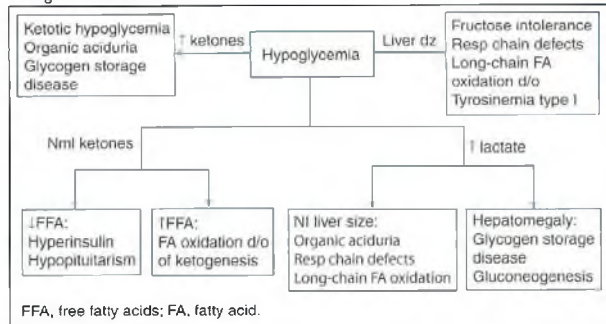 Ketotic hypoglycemia
Organic aciduria
Glycogen storage
disease
↑ ketones
Hypoglycemia
Liver dz
Fructose intolerance
Resp chain defects
Long-chain FA
oxidation d/o
Tyrosinemia type I
Nml ketones
↑ lactate
↓FFA:
Hyperinsulin
Hypopituitarism
↑FFA:
FA oxidation d/o
of ketogenesis
Nl liver size:
Organic aciduria
Resp chain defects
Long-chain FA oxidation
Hepatomegaly:
Glycogen storage
disease
Gluconeogenesis
FFA, free fatty acids; FA, fatty acid.